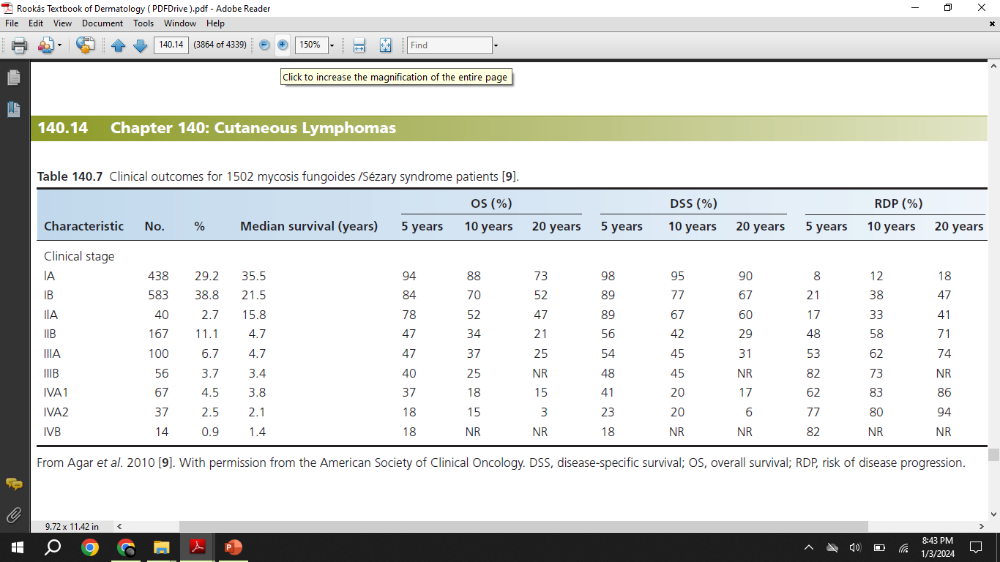 Rookâs Textbook of Dermatology ( PDFDrive ).pdf - Adobe Reader
File Edit View Document Tools Window Help
140.14 (3864 of 4339) 150% Find
Click to increase the magnification of the entire page
140.14 Chapter 140: Cutaneous Lymphomas
Table 140.7 Clinical outcomes for 1502 mycosis fungoides /Sézary syndrome patients [9].
OS (%) DSS (%) RDP (%)
Characteristic No. % Median survival (years) 5 years 10 years 20 years 5 years 10 years 20 years 5 years 10 years 20 years
Clinical stage
IA 438 29.2 35.5 94 88 73 98 95 90 8 12 18
IB 583 38.8 21.5 84 70 52 89 77 67 21 38 47
IIA 40 2.7 15.8 78 52 47 89 67 60 17 33 41
IIB 167 11.1 4.7 47 34 21 56 42 29 48 58 71
IIIA 100 6.7 4.7 47 37 25 54 45 31 53 62 74
IIIB 56 3.7 3.4 40 25 NR 48 45 NR 82 73 NR
IVA1 67 4.5 3.8 37 18 15 41 20 17 62 83 86
IVA2 37 2.5 2.1 18 15 3 23 20 6 77 80 94
IVB 14 0.9 1.4 18 NR NR 18 NR NR 82 NR NR
From Agar et al. 2010 [9]. With permission from the American Society of Clinical Oncology. DSS, disease-specific survival; OS, overall survival; RDP, risk of disease progression.
9.72 x 11.42 in
8:43 PM
1/3/2024